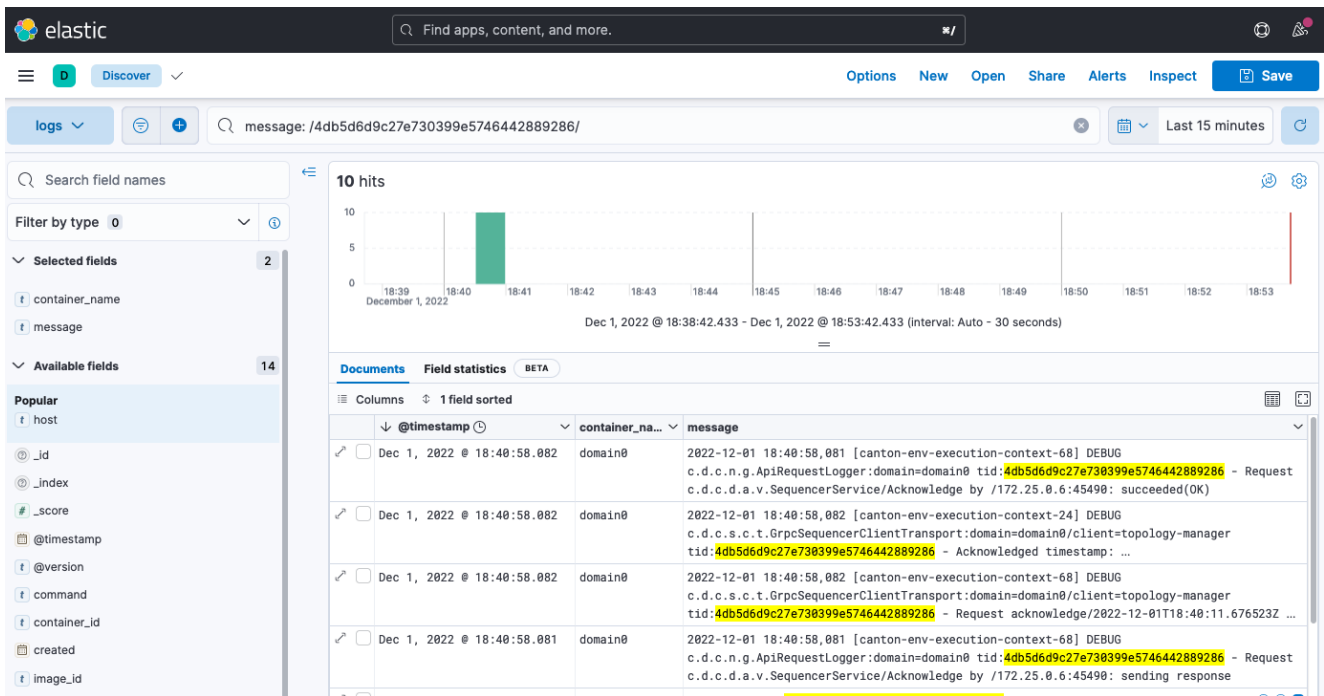 elastic
Find apps, content, and more.
⌘/
D
Discover
Options
New
Open
Share
Alerts
Inspect
Save
logs
message: /4db5d6d9c27e730399e5746442889286/
Last 15 minutes
Search field names
Filter by type 0
Selected fields 2
t container_name
t message
Available fields 14
Popular
t host
_id
_index
# _score
@timestamp
t @version
t command
t container_id
created
t image_id
10 hits
10
5
0
18:39 18:40 18:41 18:42 18:43 18:44 18:45 18:46 18:47 18:48 18:49 18:50 18:51 18:52 18:53
December 1, 2022
Dec 1, 2022 @ 18:38:42.433 - Dec 1, 2022 @ 18:53:42.433 (interval: Auto - 30 seconds)
Documents Field statistics BETA
Columns 1 field sorted
@timestamp container_na... message
Dec 1, 2022 @ 18:40:58.082 domain0 2022-12-01 18:40:58,081 [canton-env-execution-context-68] DEBUG
c.d.c.n.g.ApiRequestLogger:domain=domain0 tid:4db5d6d9c27e730399e5746442889286 - Request
c.d.c.d.a.v.SequencerService/Acknowledge by /172.25.0.6:45490: succeeded(OK)
Dec 1, 2022 @ 18:40:58.082 domain0 2022-12-01 18:40:58,082 [canton-env-execution-context-24] DEBUG
c.d.c.s.c.t.GrpcSequencerClientTransport:domain=domain0/client=topology-manager
tid:4db5d6d9c27e730399e5746442889286 - Acknowledged timestamp: …
Dec 1, 2022 @ 18:40:58.082 domain0 2022-12-01 18:40:58,082 [canton-env-execution-context-68] DEBUG
c.d.c.s.c.t.GrpcSequencerClientTransport:domain=domain0/client=topology-manager
tid:4db5d6d9c27e730399e5746442889286 - Request acknowledge/2022-12-01T18:40:11.676523Z …
Dec 1, 2022 @ 18:40:58.081 domain0 2022-12-01 18:40:58,081 [canton-env-execution-context-68] DEBUG
c.d.c.n.g.ApiRequestLogger:domain=domain0 tid:4db5d6d9c27e730399e5746442889286 - Request
c.d.c.d.a.v.SequencerService/Acknowledge by /172.25.0.6:45490: sending response